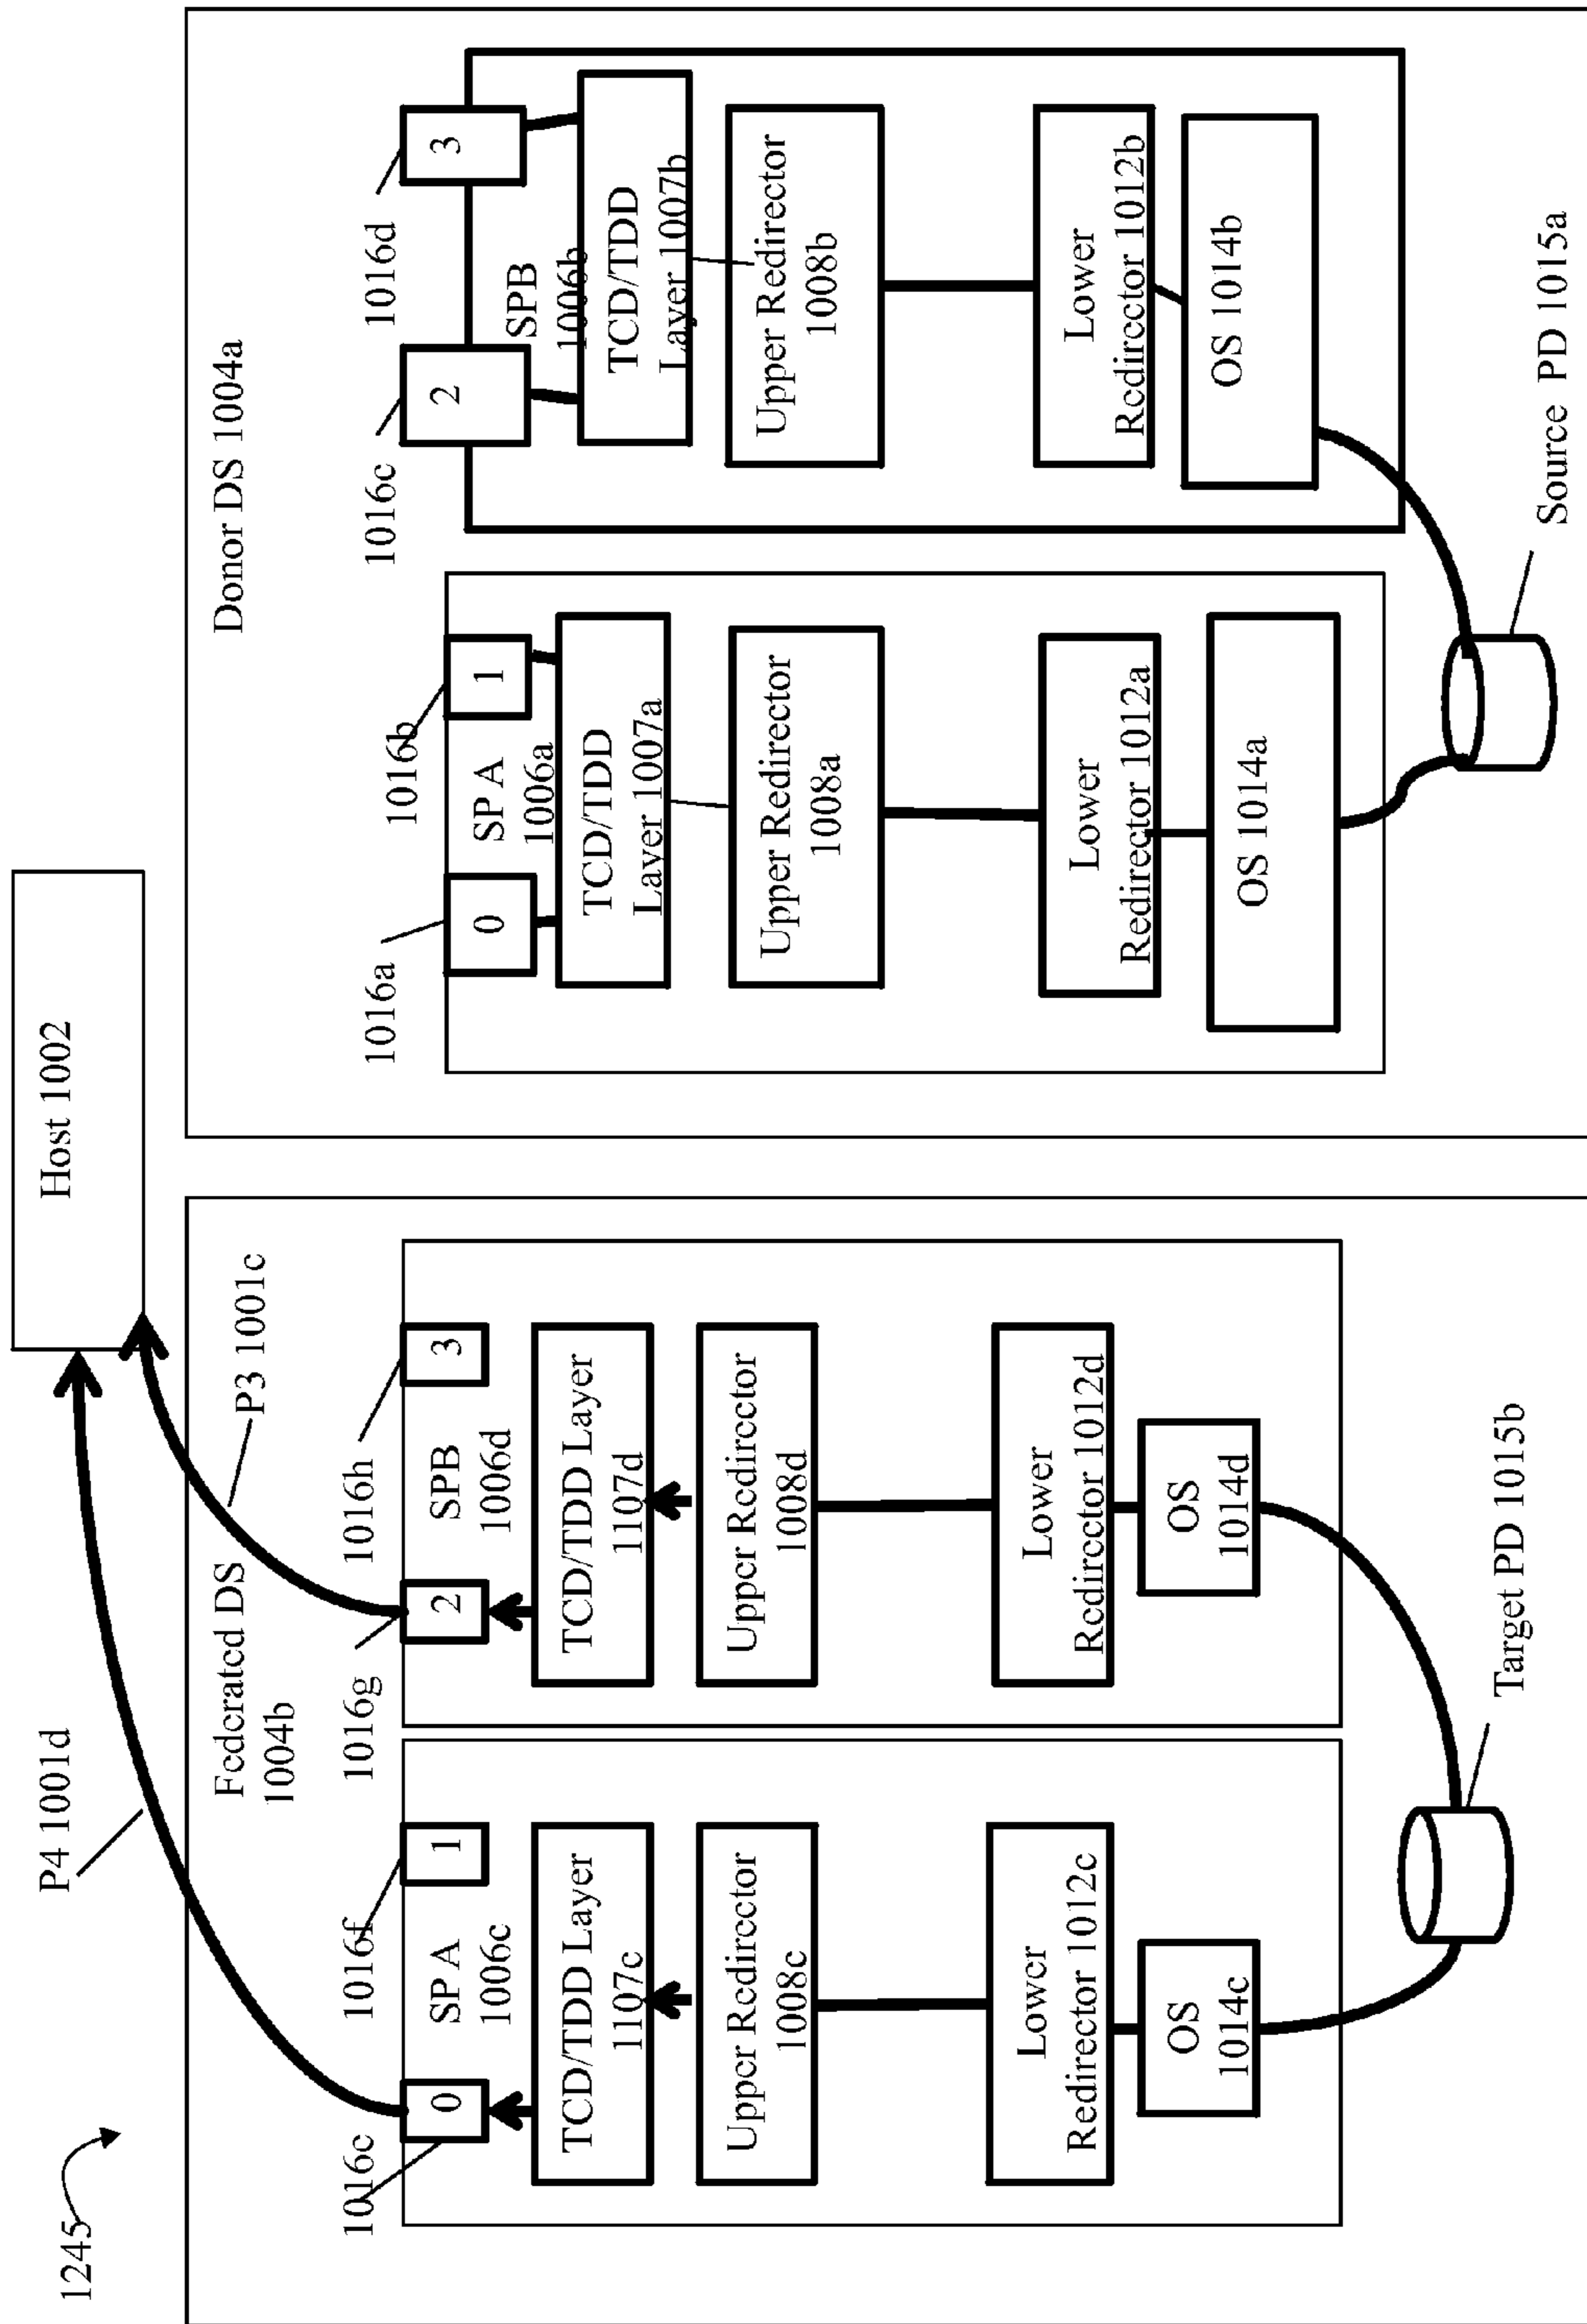 1245
P4 1001d
Host 1002
P3 1001c
Federated DS
1004b
1016e
0
1016f
1
SP A
1006c
TCD/TDD Layer
1107c
Upper Redirector
1008c
Lower
Redirector 1012c
OS
1014c
1016g
2
1016h
3
SPB
1006d
TCD/TDD Layer
1107d
Upper Redirector
1008d
Lower
Redirector 1012d
OS
1014d
Target PD 1015b
Donor DS 1004a
1016a
0
1016b
1
SP A
1006a
TCD/TDD
Layer 1007a
Upper Redirector
1008a
Lower
Redirector 1012a
OS 1014a
1016c
2
1016d
3
SPB
1006b
TCD/TDD
Layer 1007b
Upper Redirector
1008b
Lower
Redirector 1012b
OS 1014b
Source PD 1015a